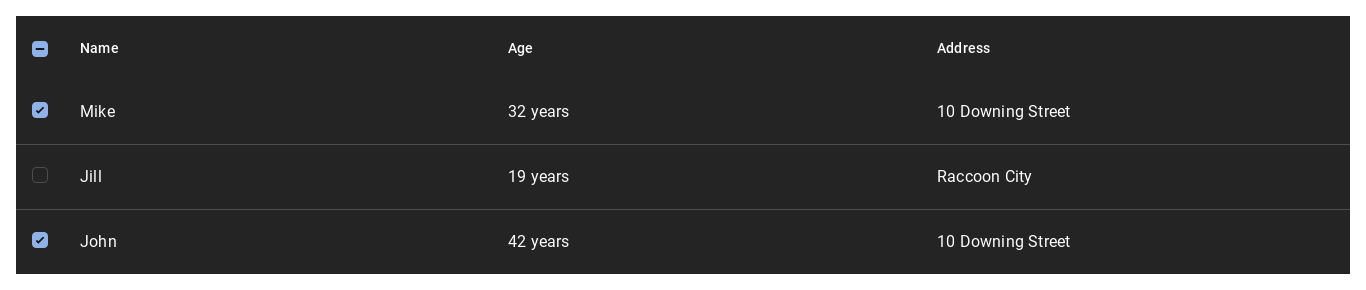 Name Age Address
Mike 32 years 10 Downing Street
Jill 19 years Raccoon City
John 42 years 10 Downing Street